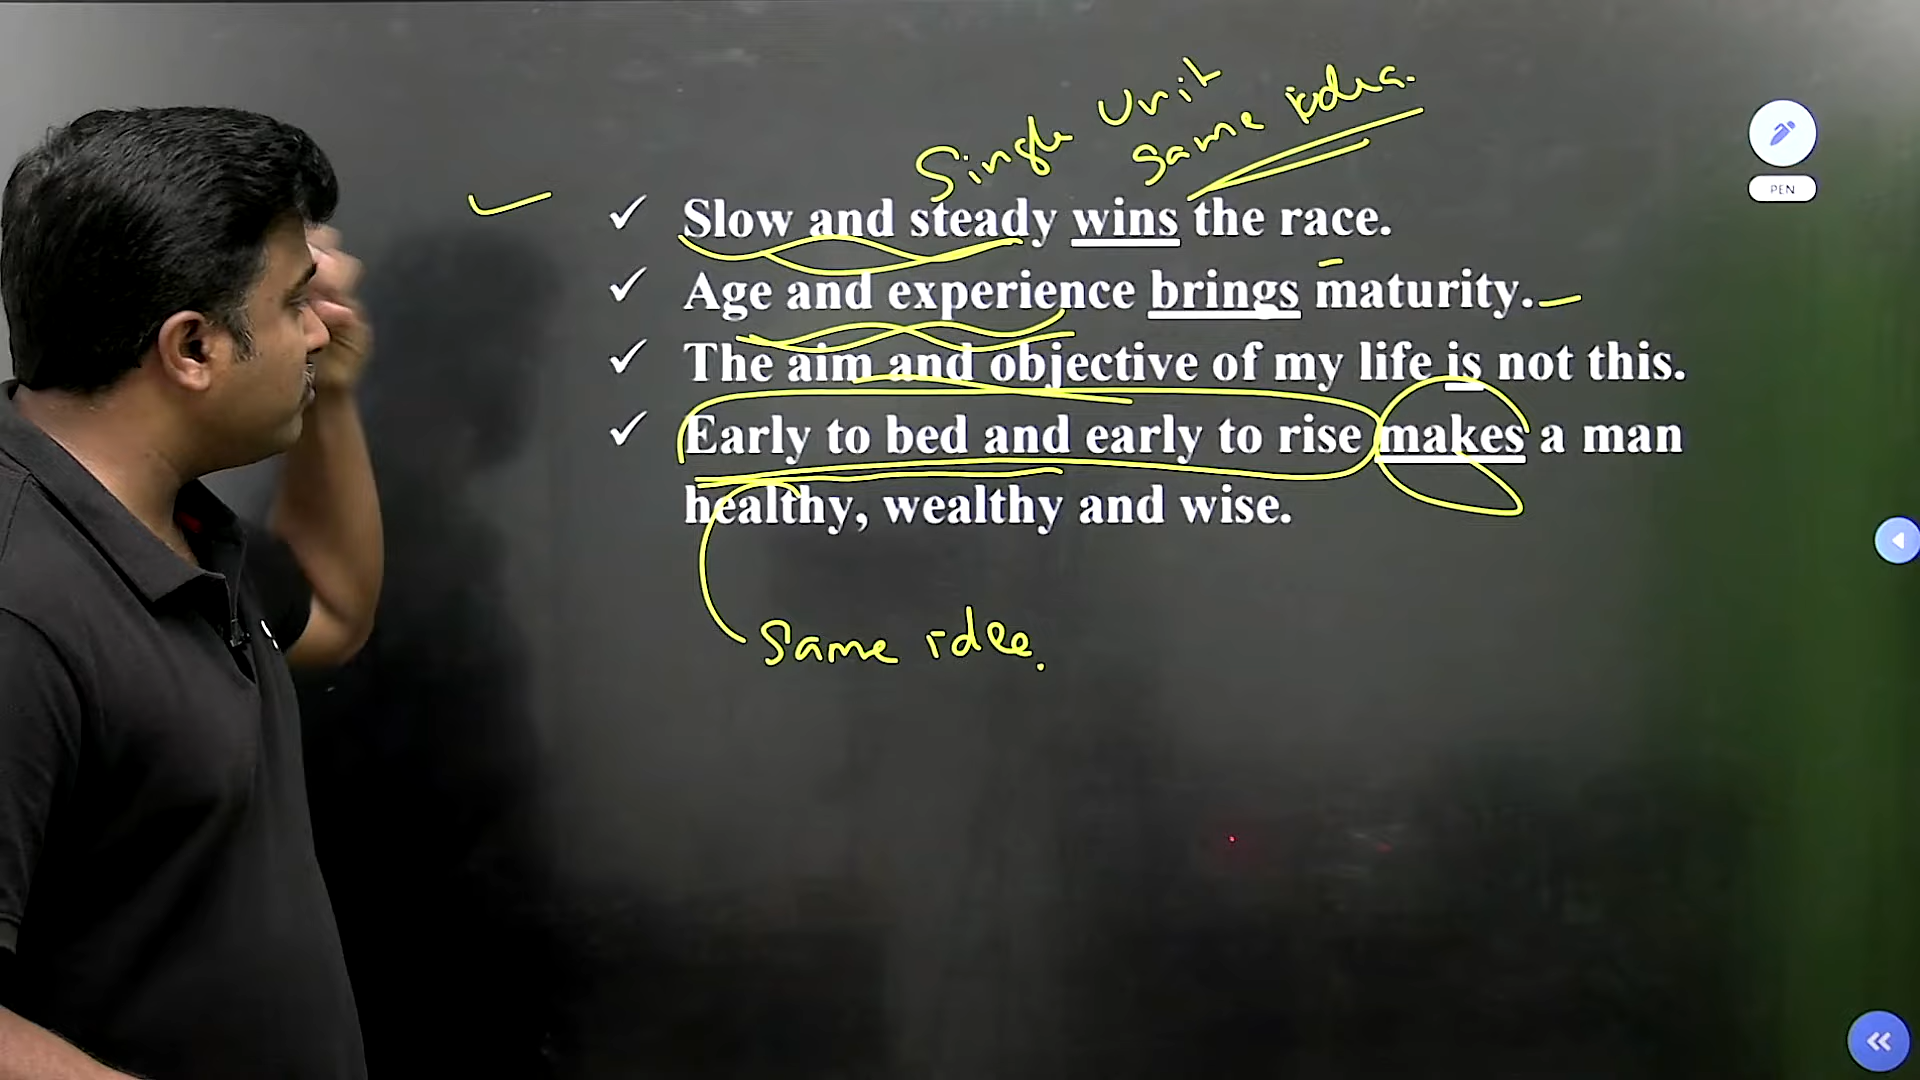 Single Unit
Same idea.
PEN
✓ Slow and steady wins the race.
✓ Age and experience brings maturity.
✓ The aim and objective of my life is not this.
✓ Early to bed and early to rise makes a man
healthy, wealthy and wise.
Same idea.